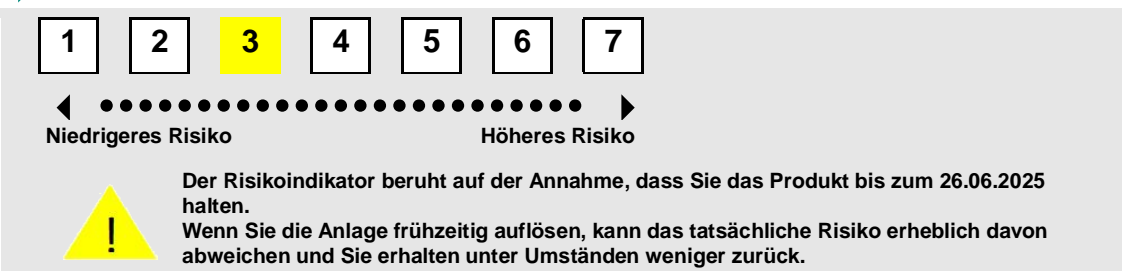 1 2 3 4 5 6 7
Niedrigeres Risiko Höheres Risiko
Der Risikoindikator beruht auf der Annahme, dass Sie das Produkt bis zum 26.06.2025
halten.
! Wenn Sie die Anlage frühzeitig auflösen, kann das tatsächliche Risiko erheblich davon
abweichen und Sie erhalten unter Umständen weniger zurück.